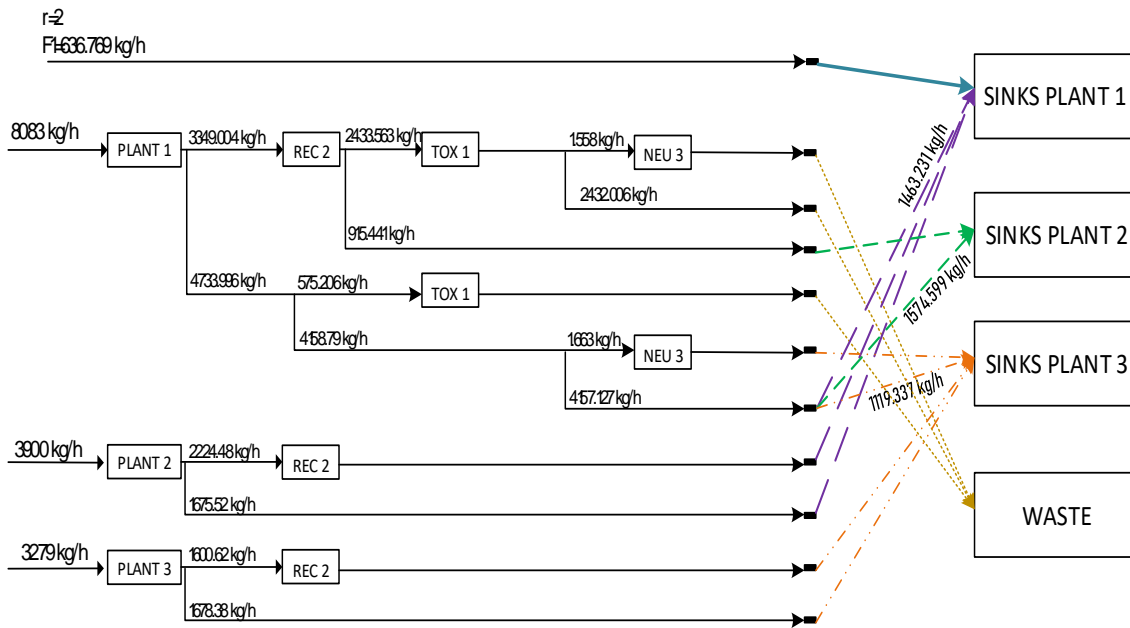 r=2
F1=636.769 kg/h
SINKS PLANT 1
8083 kg/h
PLANT 1
3349.004 kg/h
REC 2
2433.563 kg/h
TOX 1
1.558 kg/h
NEU 3
2432.006 kg/h
915.441 kg/h
1463.231 kg/h
SINKS PLANT 2
4733.996 kg/h
575.206 kg/h
TOX 1
1574.599 kg/h
4158.79 kg/h
1.663 kg/h
NEU 3
SINKS PLANT 3
4157.127 kg/h
1119.337 kg/h
3900 kg/h
PLANT 2
2224.48 kg/h
REC 2
1675.52 kg/h
WASTE
3279 kg/h
PLANT 3
1600.62 kg/h
REC 2
1678.38 kg/h